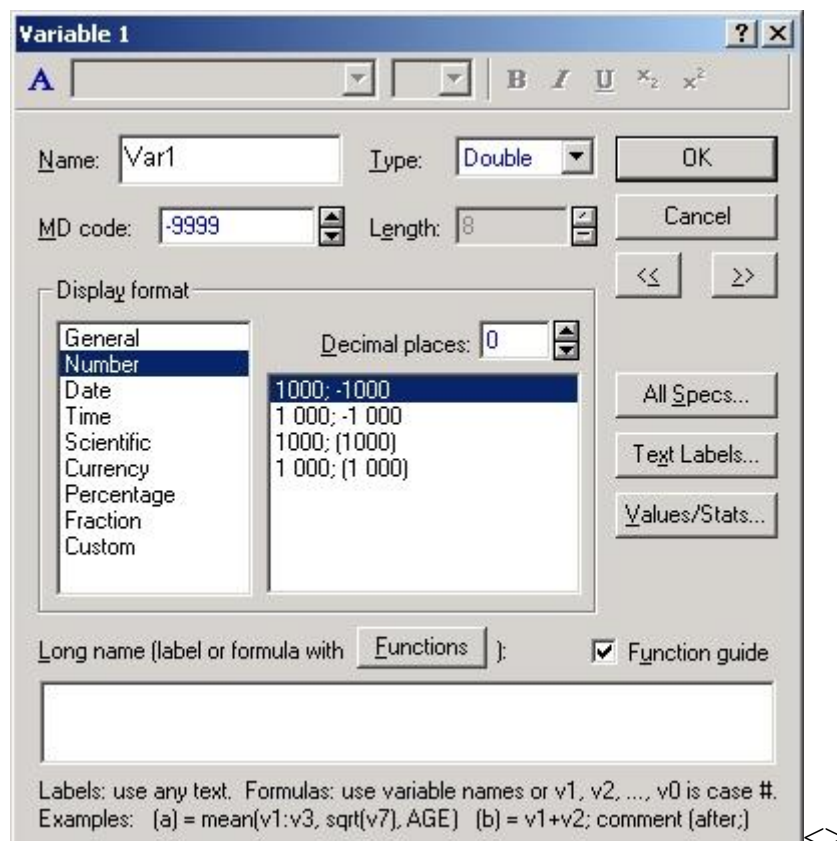 Variable 1
A B I U x₂ x²
Name: Var1 Type: Double OK
MD code: -9999 Length: 8 Cancel
<< >>
Display format
General
Number
Date
Time
Scientific
Currency
Percentage
Fraction
Custom
Decimal places: 0
1000; -1000
1 000; -1 000
1000; (1000)
1 000; (1 000)
All Specs...
Text Labels...
Values/Stats...
Long name (label or formula with Functions ): Function guide
Labels: use any text. Formulas: use variable names or v1, v2, ..., v0 is case #.
Examples: (a) = mean(v1:v3, sqrt(v7), AGE) (b) = v1+v2; comment (after;)
<>